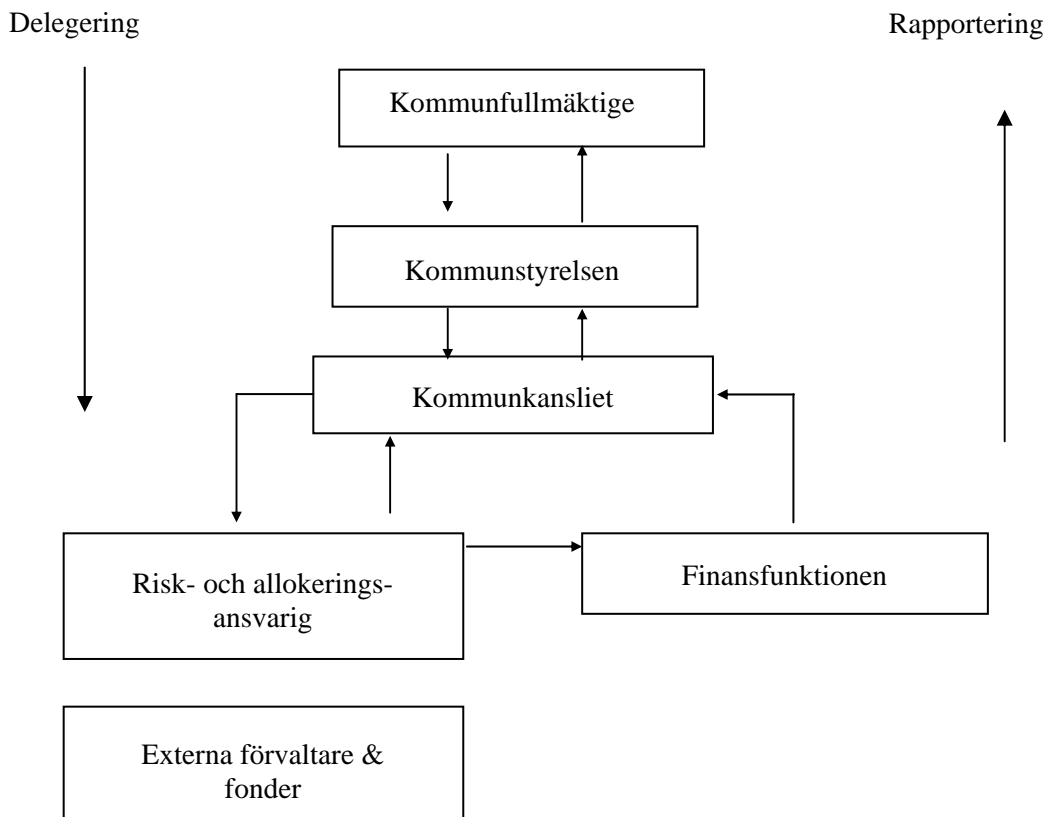 Delegering
Rapportering
Kommunfullmäktige
Kommunstyrelsen
Kommunkansliet
Risk- och allokerings-
ansvarig
Finansfunktionen
Externa förvaltare &
fonder